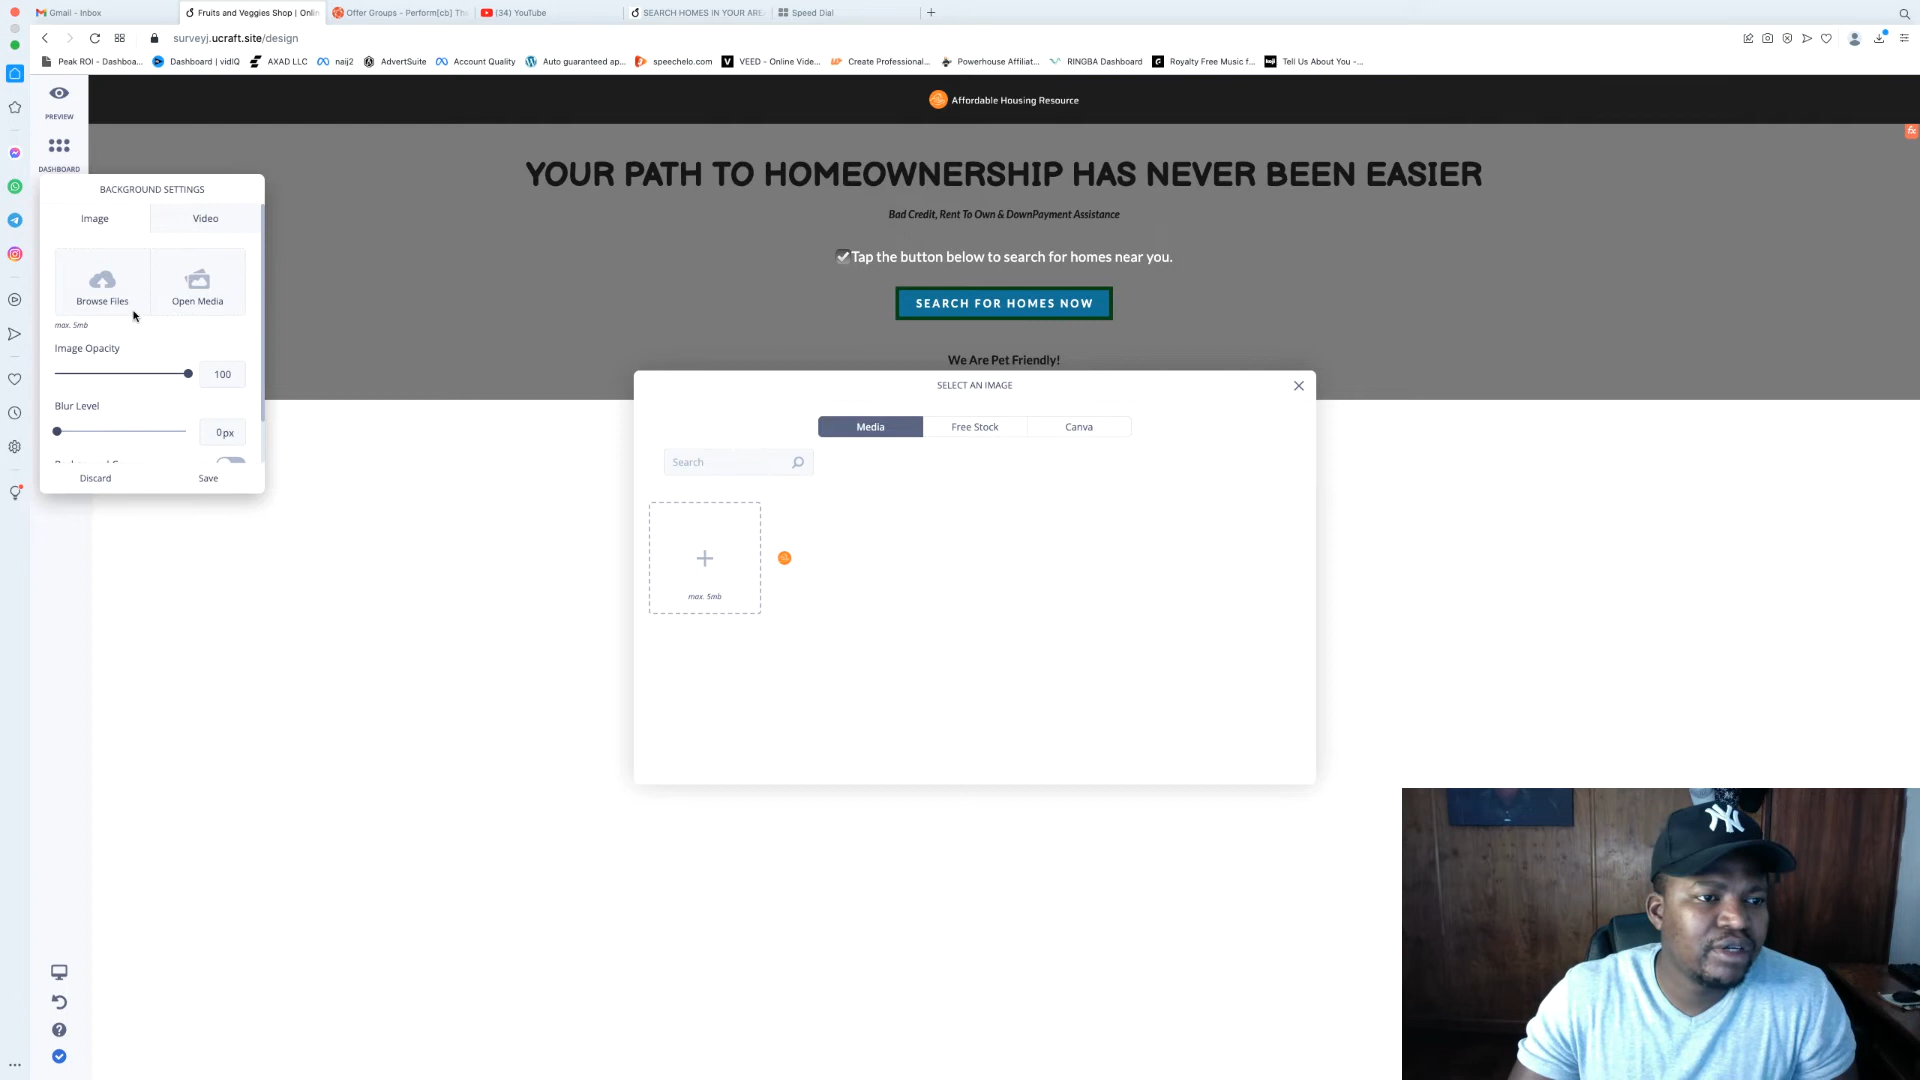 Gmail - Inbox
Fruits and Veggies Shop | Onlin
Offer Groups - Perform[cb] Th
(34) YouTube
SEARCH HOMES IN YOUR ARE
Speed Dial
surveyj.ucraft.site/design
Peak ROI - Dashboa...
Dashboard | vidIQ
AXAD LLC
naij2
AdvertSuite
Account Quality
Auto guaranteed ap...
speechelo.com
VEED - Online Vide...
Create Professional...
Powerhouse Affiliat...
RINGBA Dashboard
Royalty Free Music f...
Tell Us About You -...
PREVIEW
DASHBOARD
Affordable Housing Resource
YOUR PATH TO HOMEOWNERSHIP HAS NEVER BEEN EASIER
Bad Credit, Rent To Own & DownPayment Assistance
Tap the button below to search for homes near you.
SEARCH FOR HOMES NOW
We Are Pet Friendly!
BACKGROUND SETTINGS
Image
Video
Browse Files
Open Media
max. 5mb
Image Opacity
100
Blur Level
0px
Discard
Save
SELECT AN IMAGE
Media
Free Stock
Canva
Search
max. 5mb
fx
NY